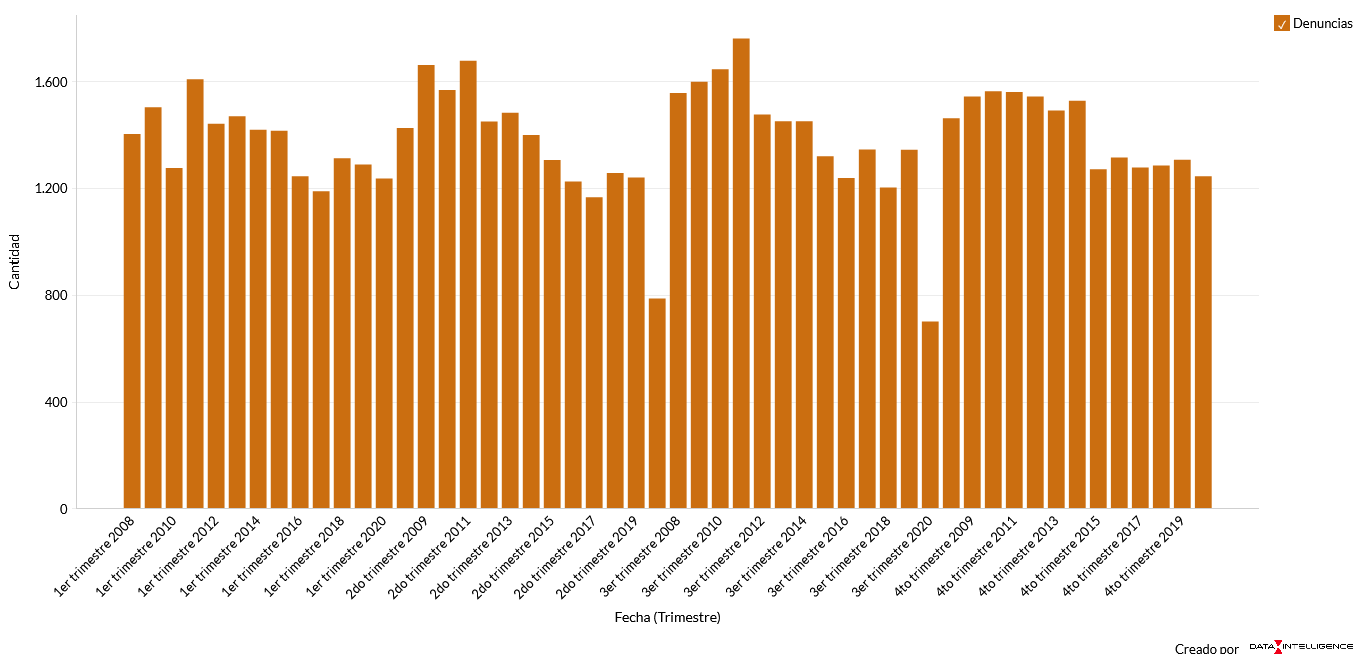 Denuncias
1.600
1.200
800
400
0
Cantidad
1er trimestre 2008
1er trimestre 2010
1er trimestre 2012
1er trimestre 2014
1er trimestre 2016
1er trimestre 2018
1er trimestre 2020
2do trimestre 2009
2do trimestre 2011
2do trimestre 2013
2do trimestre 2015
2do trimestre 2017
2do trimestre 2019
3er trimestre 2008
3er trimestre 2010
3er trimestre 2012
3er trimestre 2014
3er trimestre 2016
3er trimestre 2018
3er trimestre 2020
4to trimestre 2009
4to trimestre 2011
4to trimestre 2013
4to trimestre 2015
4to trimestre 2017
4to trimestre 2019
Fecha (Trimestre)
Creado por DATA INTELLIGENCE